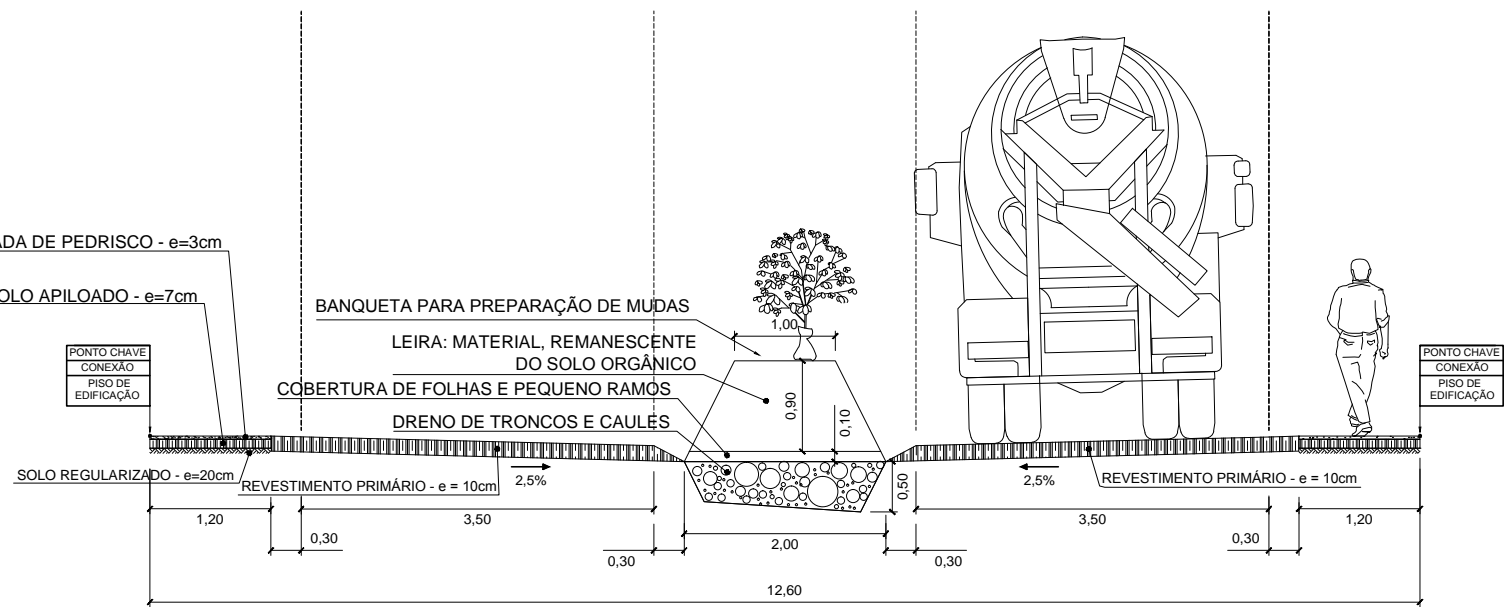 ADA DE PEDRISCO - e=3cm
OLO APILOADO - e=7cm
BANQUETA PARA PREPARAÇÃO DE MUDAS
1,00
LEIRA: MATERIAL, REMANESCENTE
DO SOLO ORGÂNICO
COBERTURA DE FOLHAS E PEQUENO RAMOS
DRENO DE TRONCOS E CAULES
0,90
0,10
0,50
PONTO CHAVE
CONEXÃO
PISO DE
EDIFICAÇÃO
PONTO CHAVE
CONEXÃO
PISO DE
EDIFICAÇÃO
SOLO REGULARIZADO - e=20cm
REVESTIMENTO PRIMÁRIO - e = 10cm
2,5%
2,5%
REVESTIMENTO PRIMÁRIO - e = 10cm
1,20
0,30
3,50
0,30
2,00
0,30
3,50
0,30
1,20
12,60